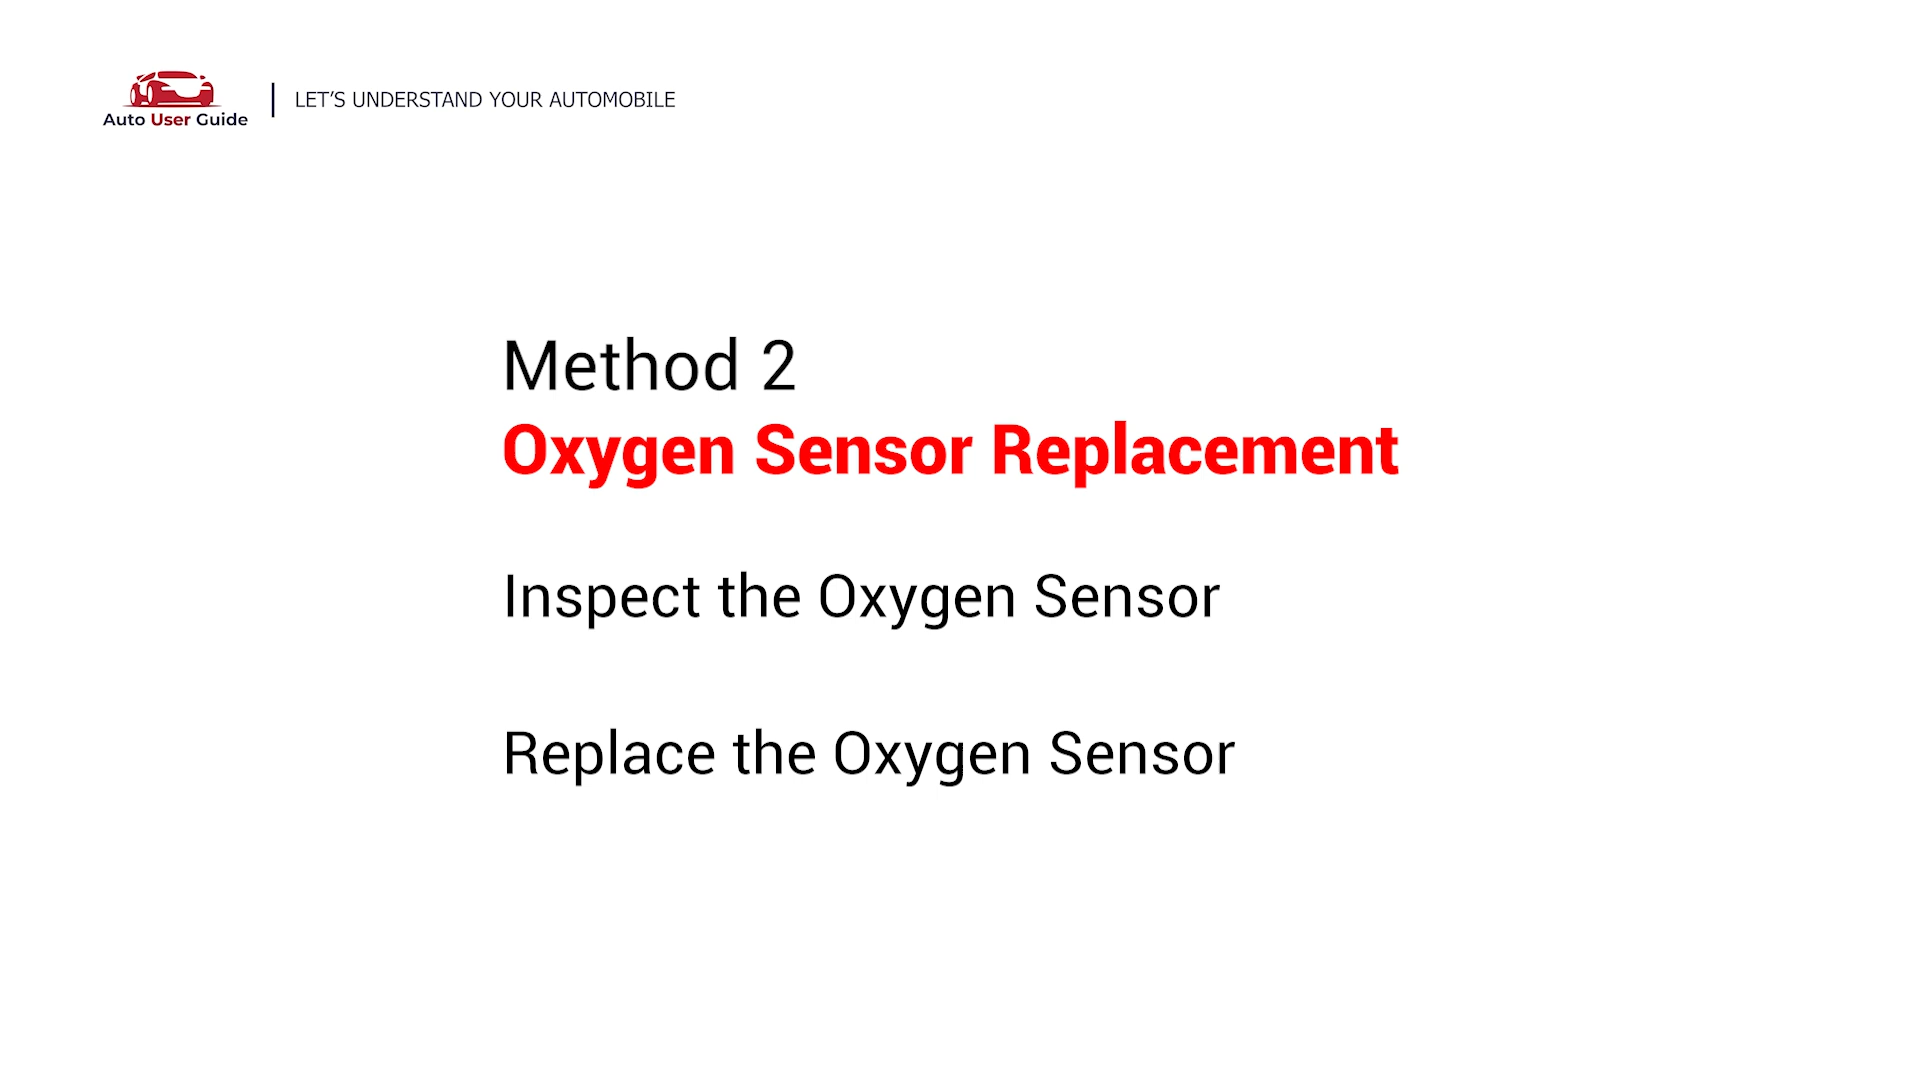 Auto User Guide
LET'S UNDERSTAND YOUR AUTOMOBILE
Method 2
Oxygen Sensor Replacement
Inspect the Oxygen Sensor
Replace the Oxygen Sensor